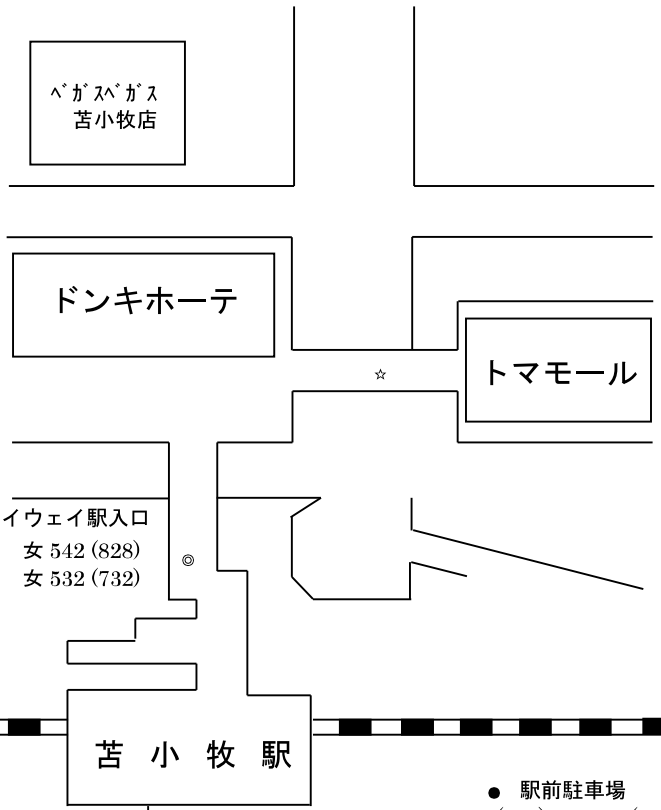 ﾍﾞｶﾞｽﾍﾞｶﾞｽ
苫小牧店
ドンキホーテ
☆
トマモール
イウェイ駅入口
女 542 (828)
女 532 (732)
◎
苫 小 牧 駅
● 駅前駐車場